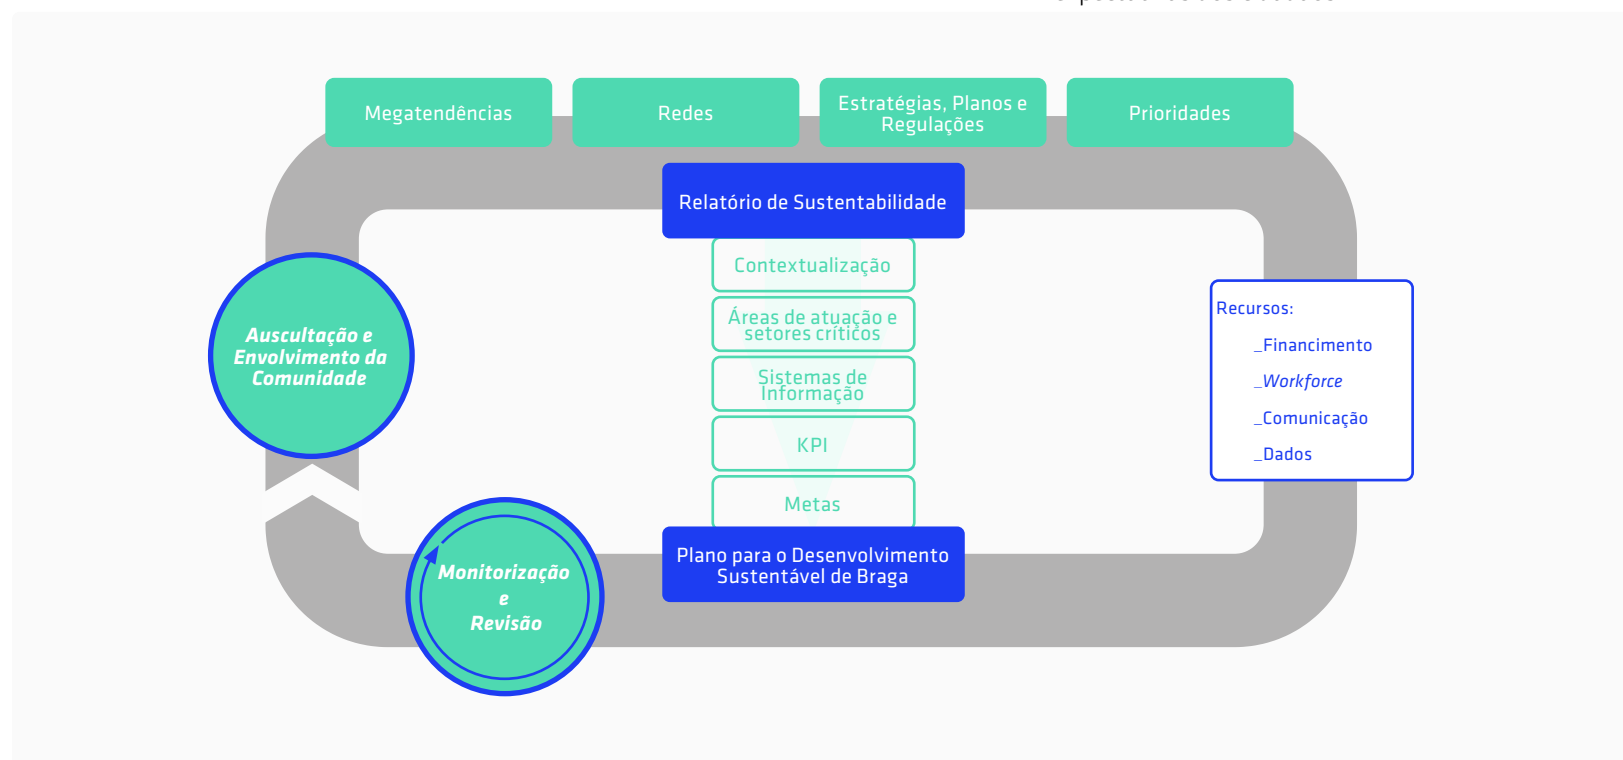 Megatendências
Redes
Estratégias, Planos e
Regulações
Prioridades
Relatório de Sustentabilidade
Contextualização
Áreas de atuação e
setores críticos
Sistemas de
Informação
KPI
Metas
Plano para o Desenvolvimento
Sustentável de Braga
Auscultação e
Envolvimento da
Comunidade
Monitorização
e
Revisão
Recursos:
_Financimento
_Workforce
_Comunicação
_Dados